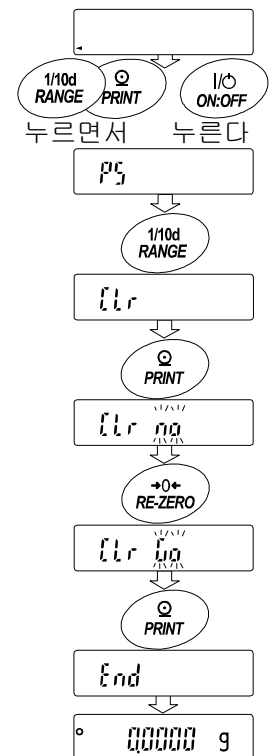 1/10d
RANGE
PRINT
I/⏻
ON:OFF
누르면서 누른다
PS
1/10d
RANGE
CLr
PRINT
CLr no
→0←
RE-ZERO
CLr Go
PRINT
End
0.0000 g